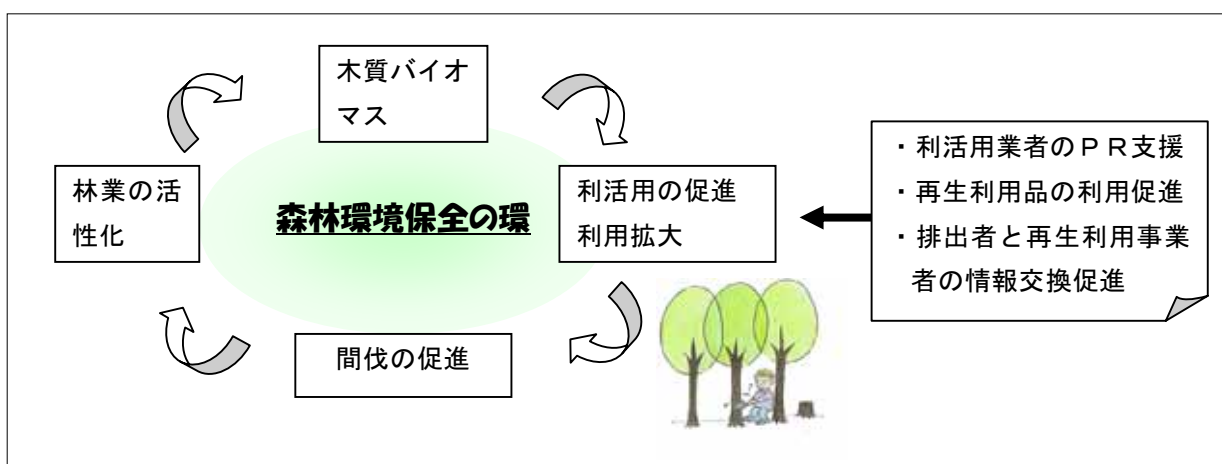 木質バイオ
マス
林業の活
性化
森林環境保全の環
利活用の促進
利用拡大
間伐の促進
・利活用業者のＰＲ支援
・再生利用品の利用促進
・排出者と再生利用事業
者の情報交換促進